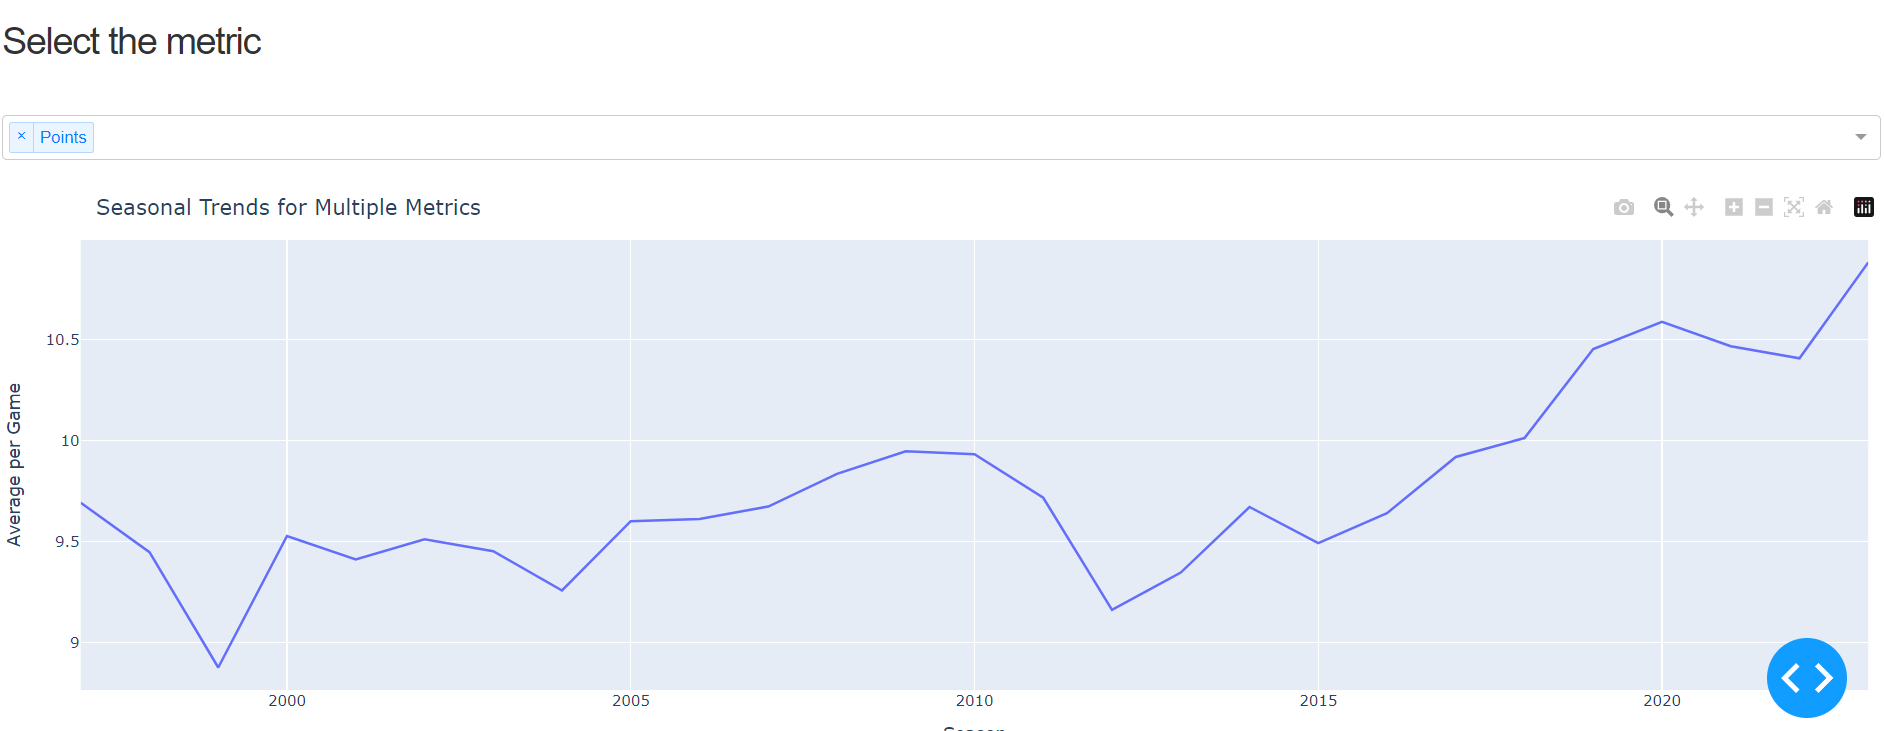 Select the metric
× Points
Seasonal Trends for Multiple Metrics
Average per Game
10.5
10
9.5
9
2000 2005 2010 2015 2020
Season